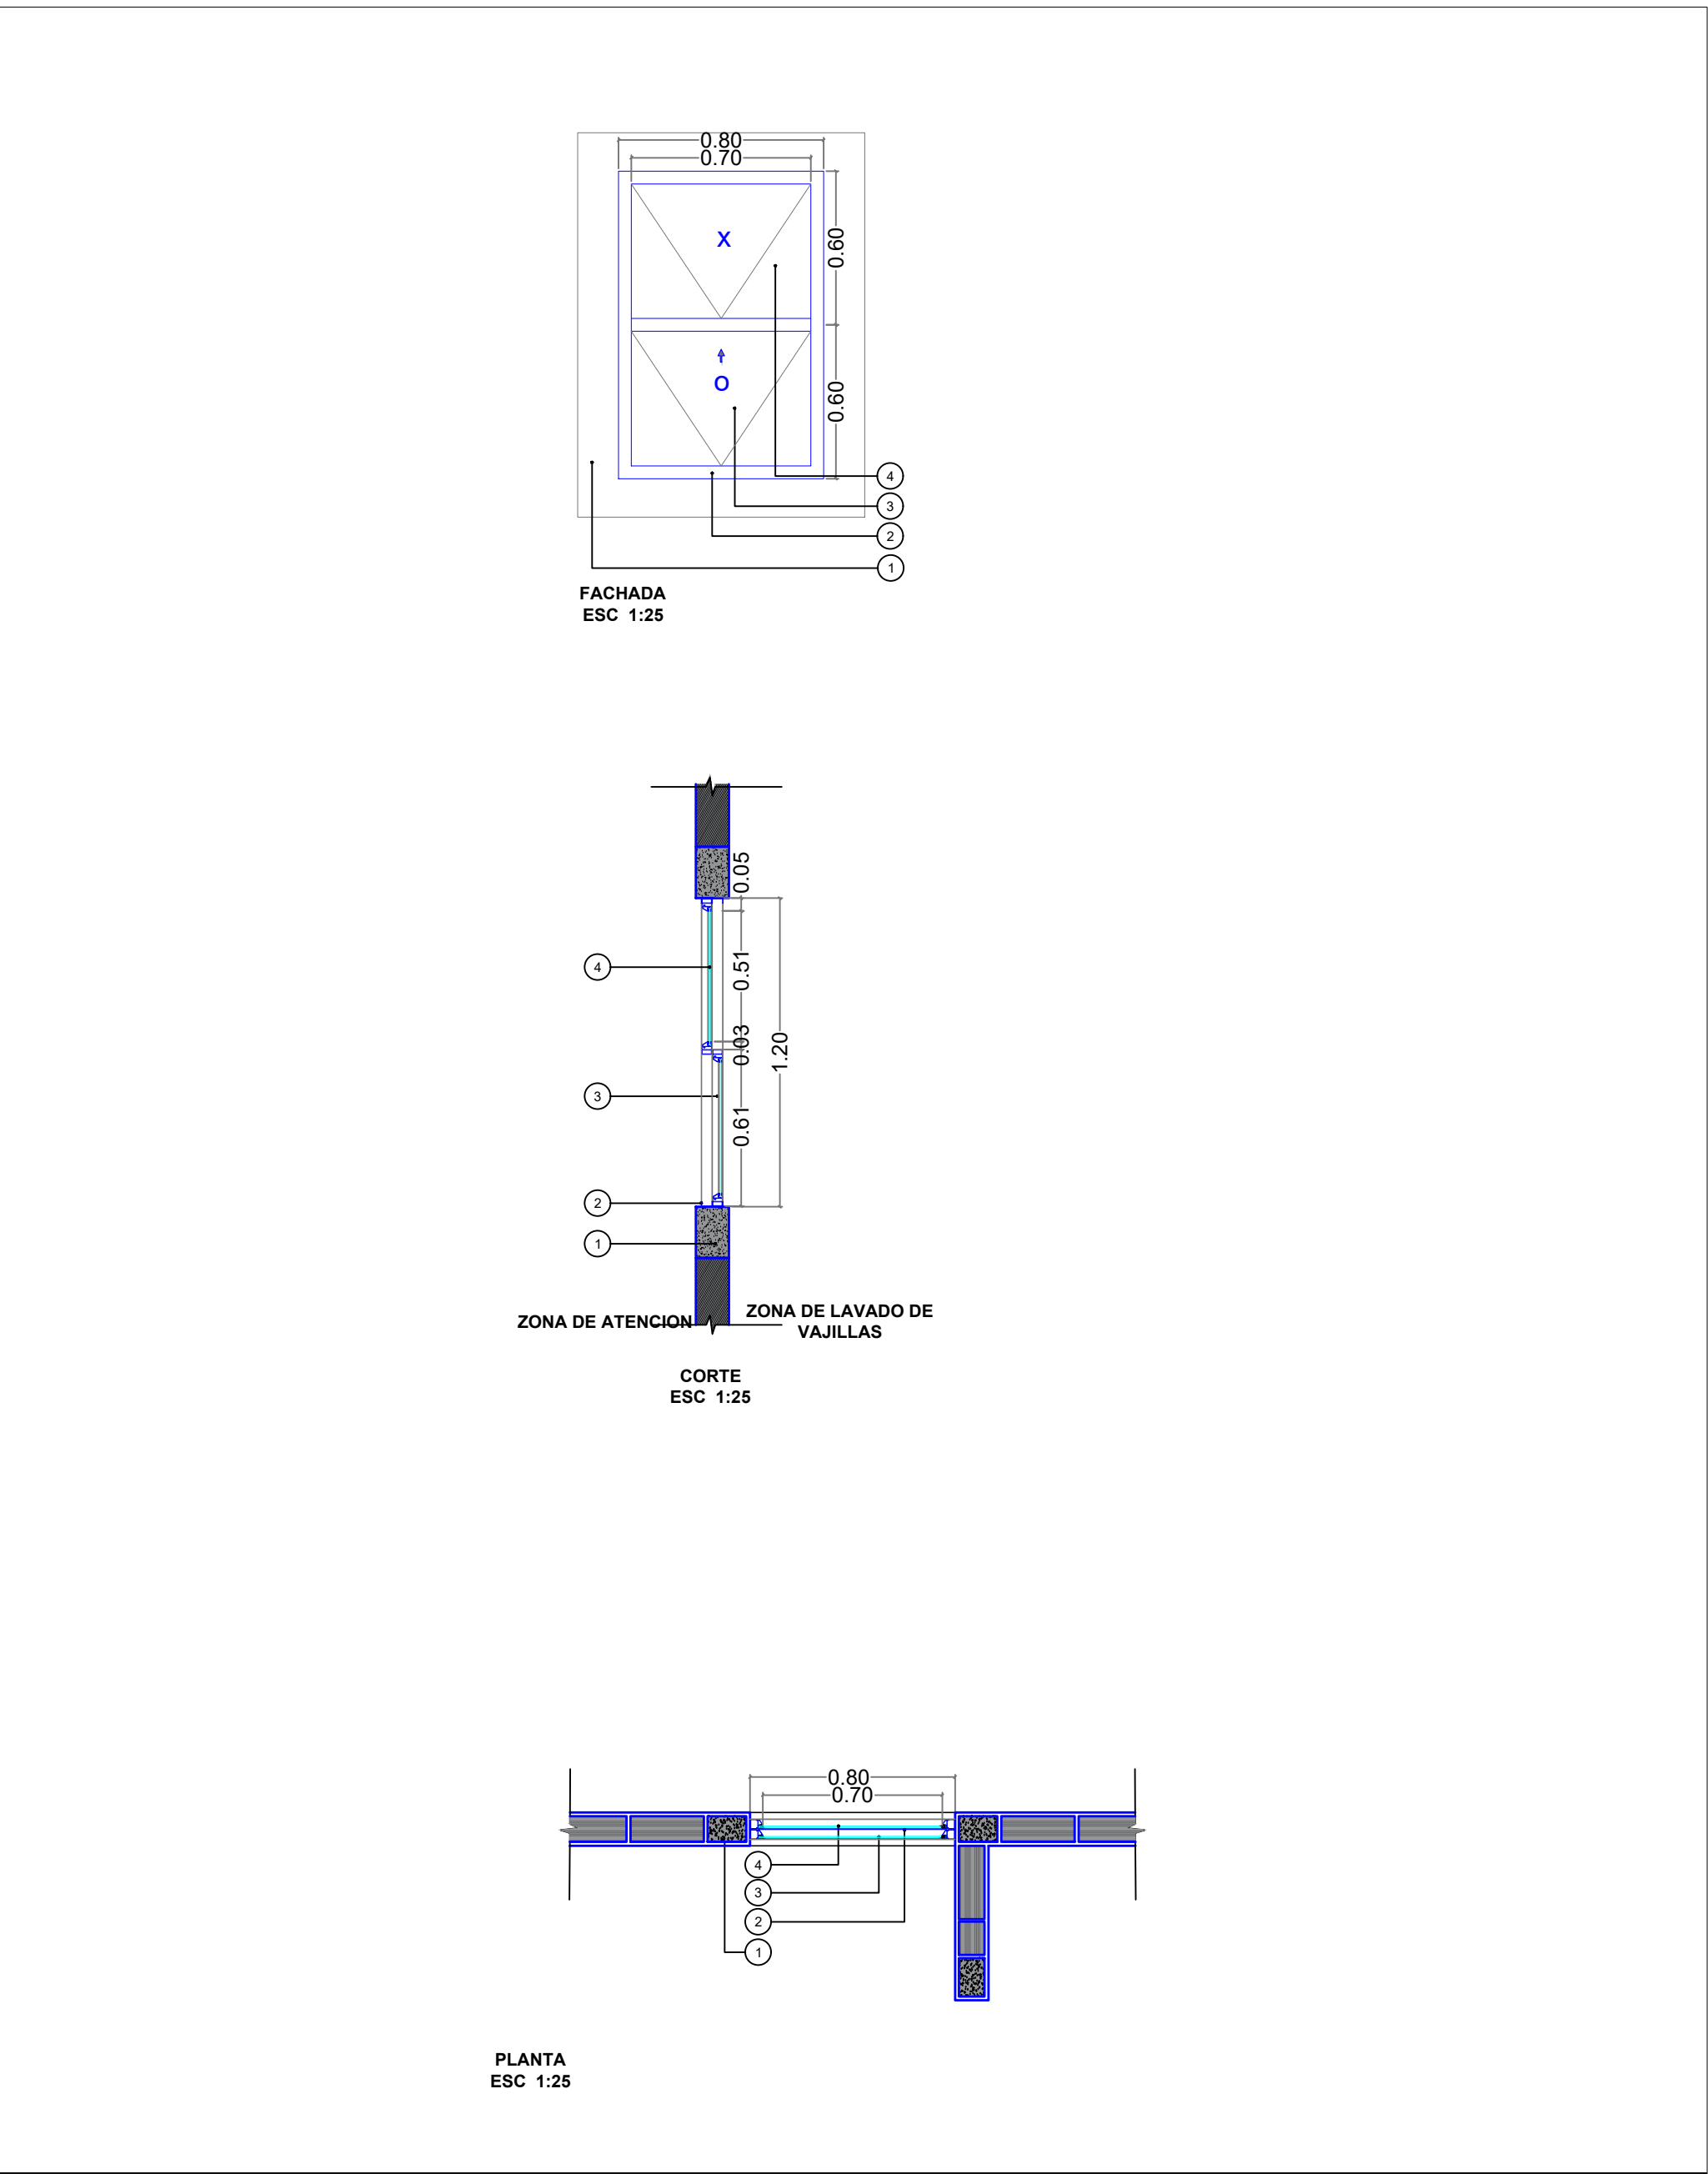 0.80
0.70
X
0.60
O
0.60
4
3
2
1
FACHADA
ESC 1:25
0.05
4
0.51
0.03
1.20
3
0.61
2
1
ZONA DE ATENCION
ZONA DE LAVADO DE
VAJILLAS
CORTE
ESC 1:25
0.80
0.70
4
3
2
1
PLANTA
ESC 1:25